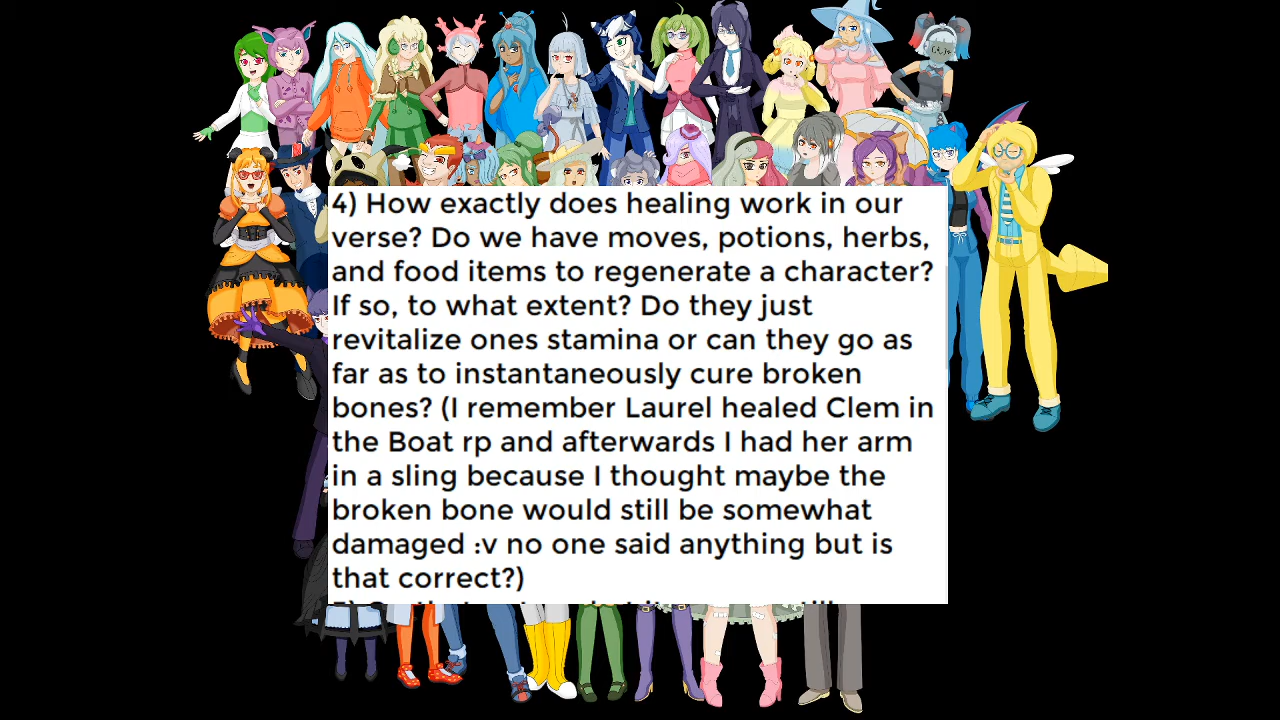 4) How exactly does healing work in our
verse? Do we have moves, potions, herbs,
and food items to regenerate a character?
If so, to what extent? Do they just
revitalize ones stamina or can they go as
far as to instantaneously cure broken
bones? (I remember Laurel healed Clem in
the Boat rp and afterwards I had her arm
in a sling because I thought maybe the
broken bone would still be somewhat
damaged :v no one said anything but is
that correct?)